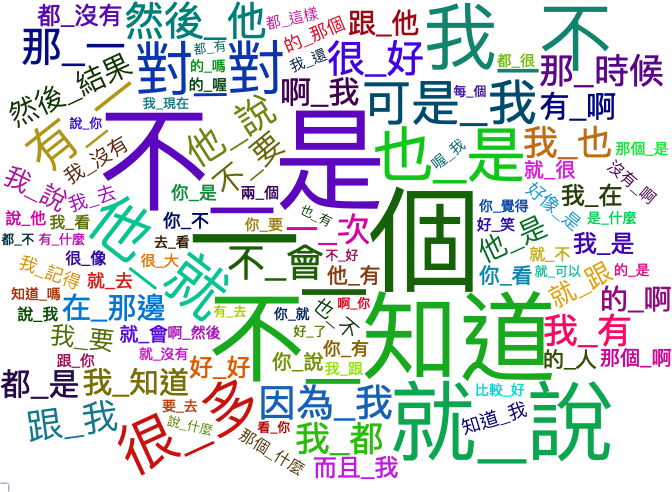 都_沒有
然後_他
都_這樣
的_那個
跟_他
我_不
那_一
對_對
都_有
的_嗎
的_喔
我_還
很_好
都_很
那_時候
然後_結果
我_現在
啊_我
可是_我
每_個
有_啊
有_一
說_你
不_是
他_說
不_要
也_是
喔_我
我_也
那個_是
我_沒有
就_很
沒有_啊
我_說
我_去
你_是
兩_個
一_個
你_覺得
好像_是
我_在
說_他
我_看
他_就
你_不
你_要
也_有
一_次
好_笑
他_是
是_什麼
都_不
有_什麼
去_看
不_會
不_好
我_是
我_記得
很_像
很_大
就_去
他_有
你_看
就_不
就_可以
的_是
就_跟
知道_嗎
在_那邊
說_我
有_去
不_知道
你_就
也_不
啊_你
好_了
的_啊
我_要
就_會
啊_然後
你_有
我_有
跟_你
就_沒有
好_好
你_說
我_跟
就_說
的_人
那個_啊
都_是
我_知道
很_多
因為_我
比較_好
跟_我
要_去
說_什麼
看_你
知道_我
那個_什麼
我_都
而且_我